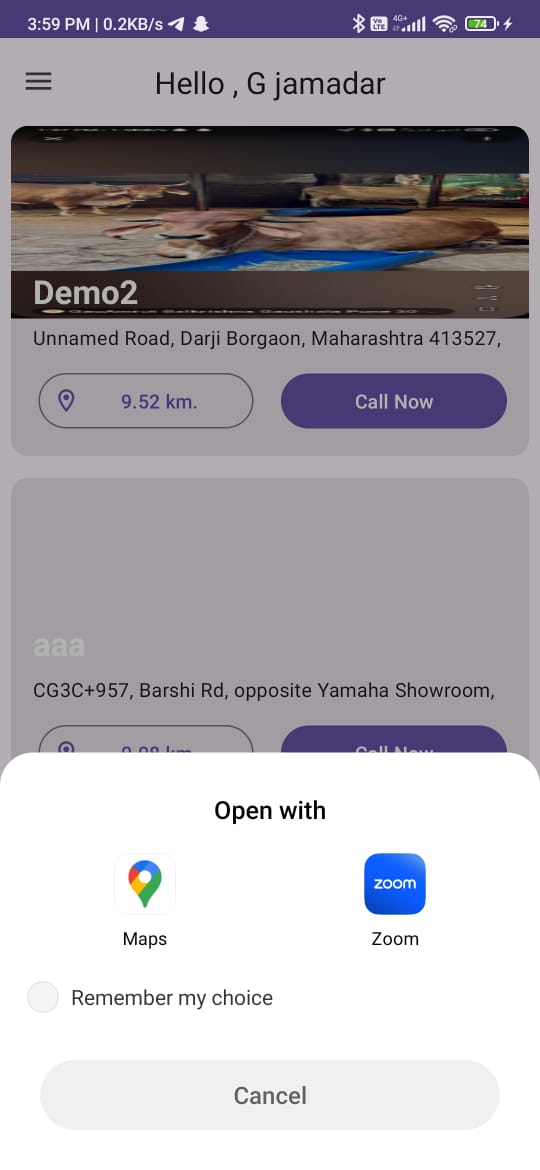 3:59 PM | 0.2KB/s
4G+
Vo
LTE
74
Hello , G jamadar
Demo2
Unnamed Road, Darji Borgaon, Maharashtra 413527,
9.52 km.
Call Now
aaa
CG3C+957, Barshi Rd, opposite Yamaha Showroom,
Call Now
Open with
zoom
Maps
Zoom
Remember my choice
Cancel